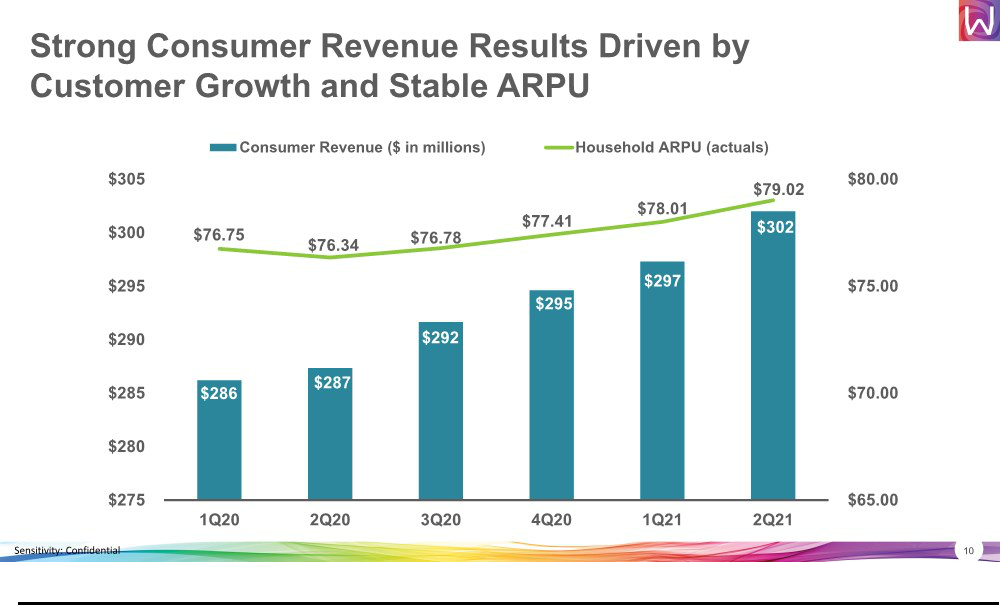 Strong Consumer Revenue Results Driven by
Customer Growth and Stable ARPU
W
Consumer Revenue ($ in millions) Household ARPU (actuals)
$305 $80.00
$79.02
$76.75 $76.34 $76.78 $77.41 $78.01
$300 $302
$295 $75.00
$297
$295
$290
$292
$285 $70.00
$286 $287
$280
$275 $65.00
1Q20 2Q20 3Q20 4Q20 1Q21 2Q21
Sensitivity: Confidential 10